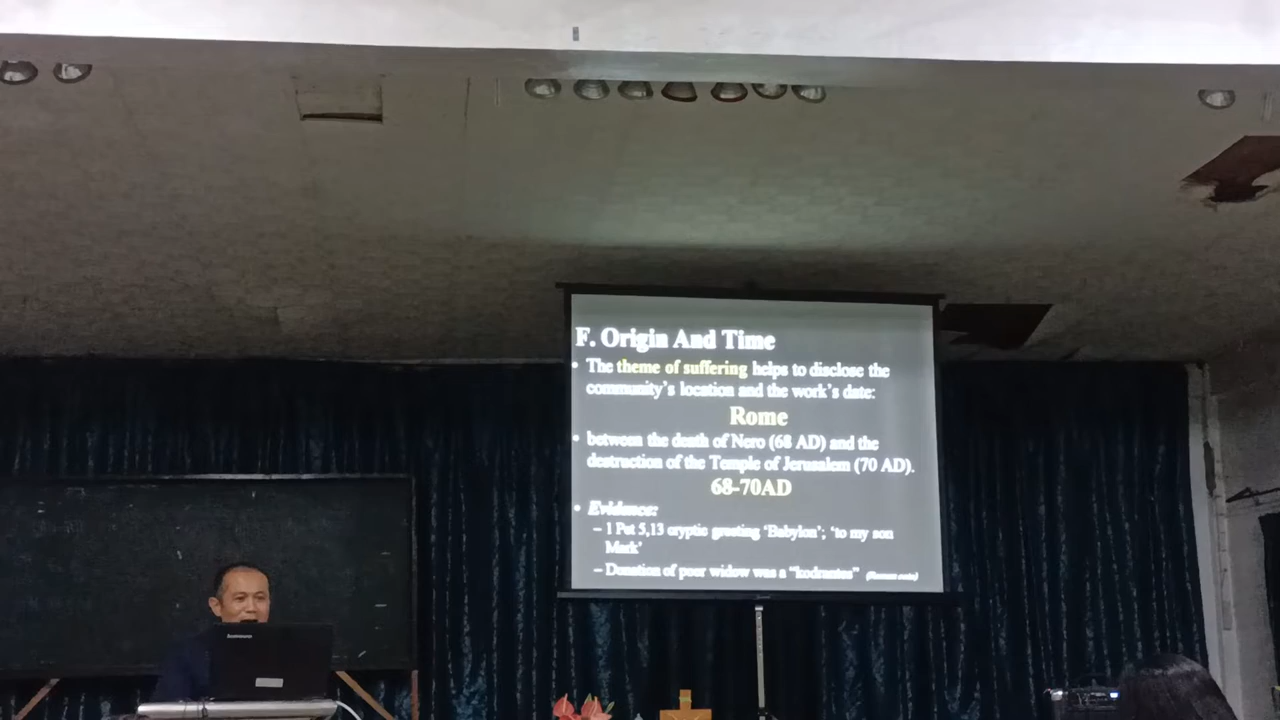 F. Origin And Time
• The theme of suffering helps to disclose the
community's location and the work's date:
Rome
• between the death of Nero (68 AD) and the
destruction of the Temple of Jerusalem (70 AD).
68-70AD
• Evidence:
– 1 Pet 5,13 cryptic greeting 'Babylon'; 'to my son
Mark'
– Donation of poor widow was a "kodrantes" (Roman coin)